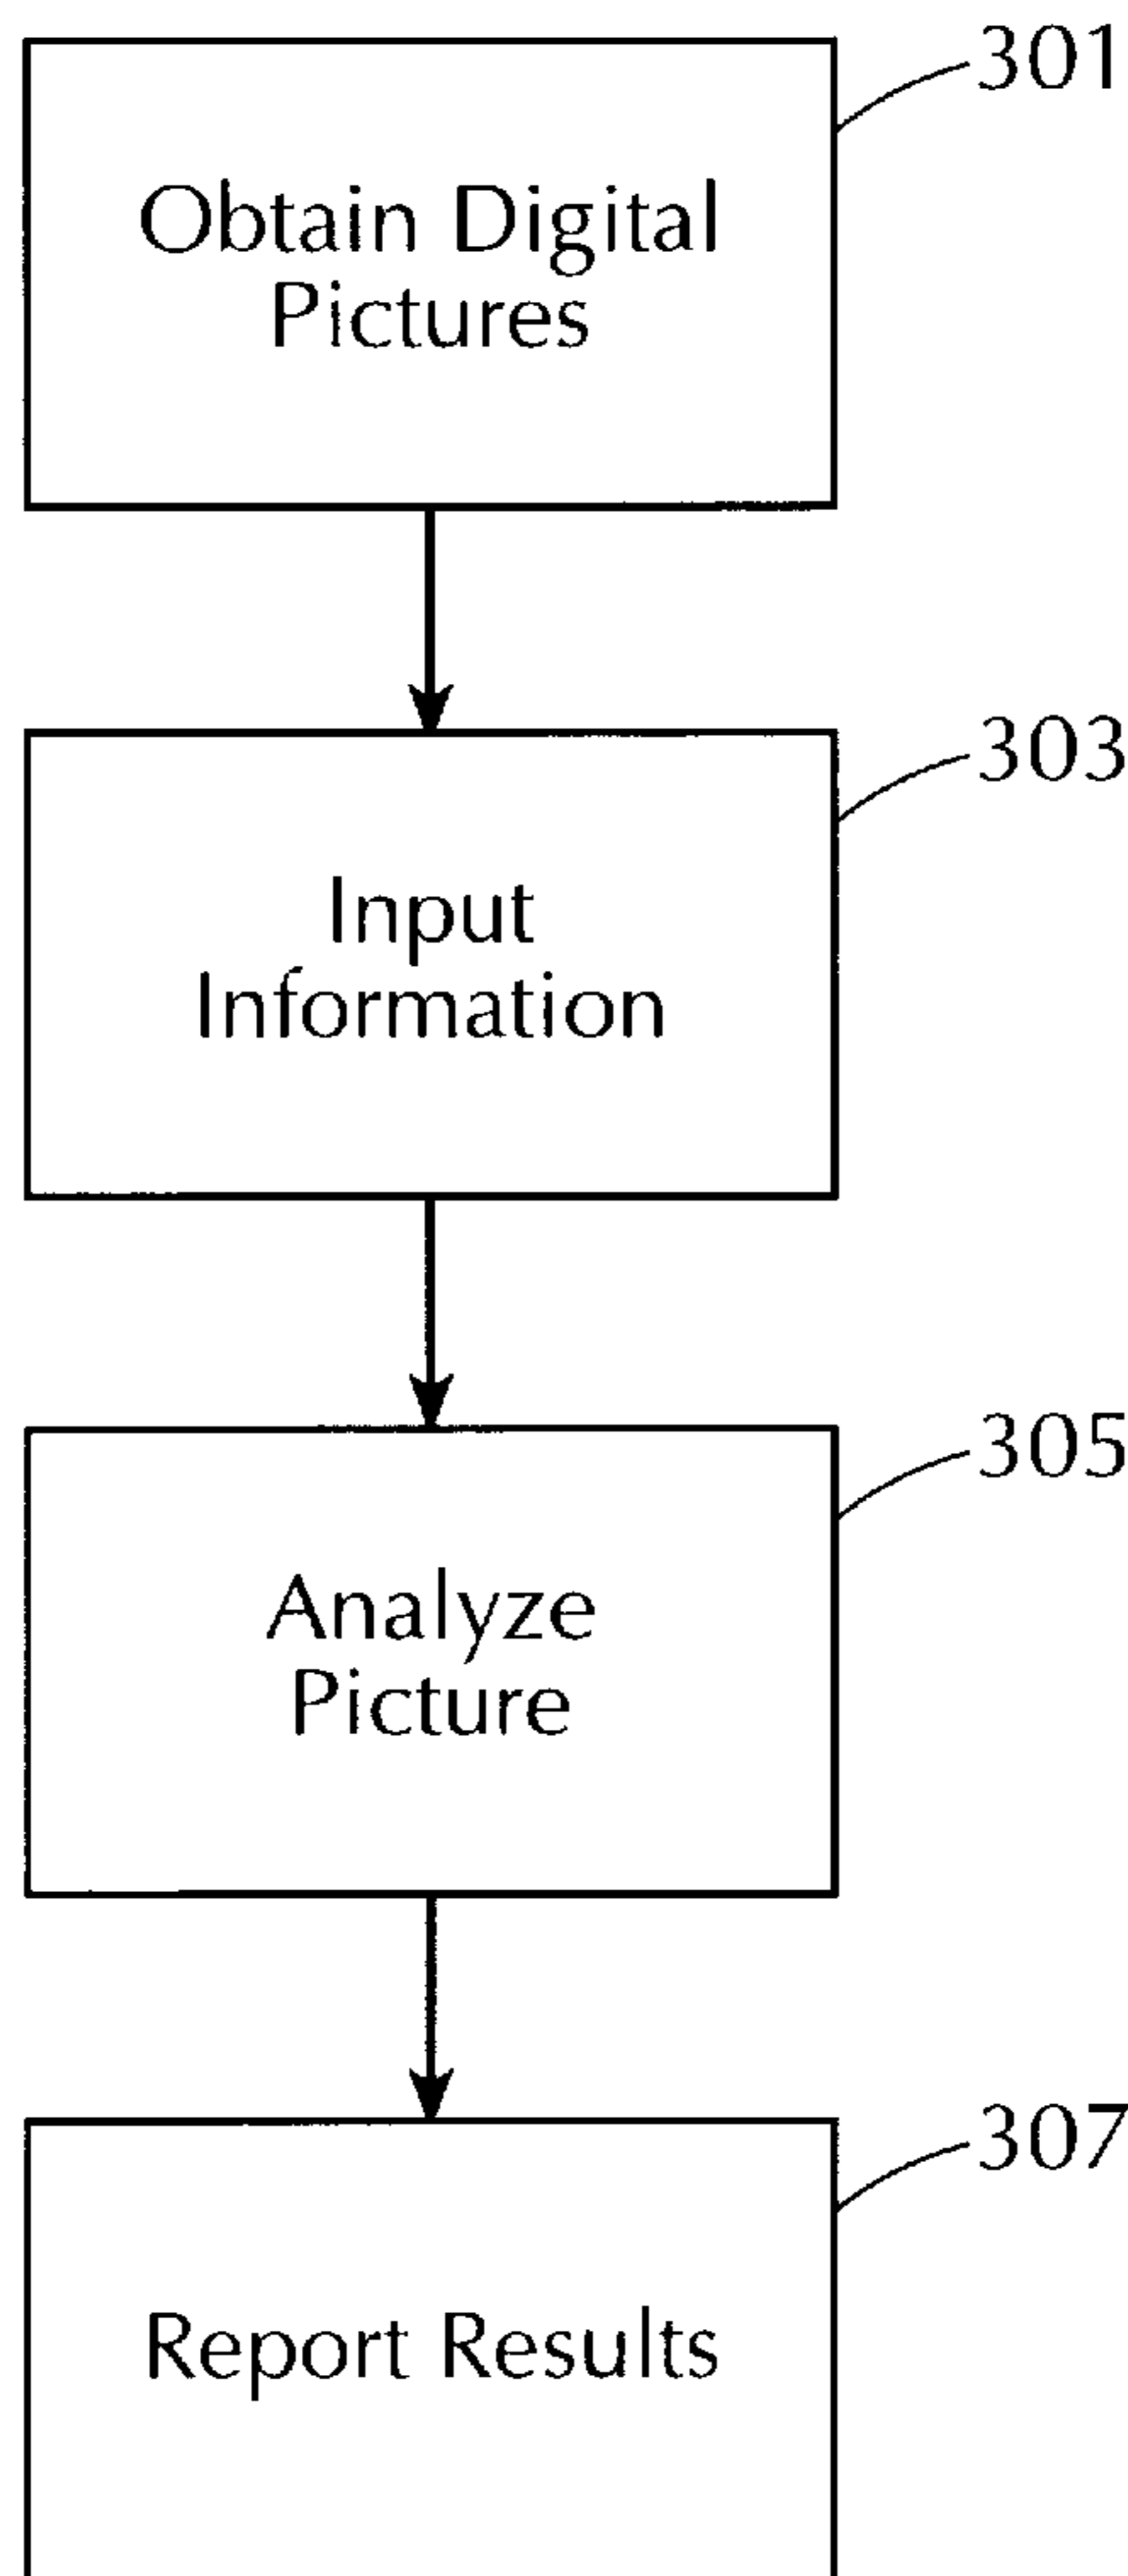 301
Obtain Digital
Pictures
303
Input
Information
305
Analyze
Picture
307
Report Results